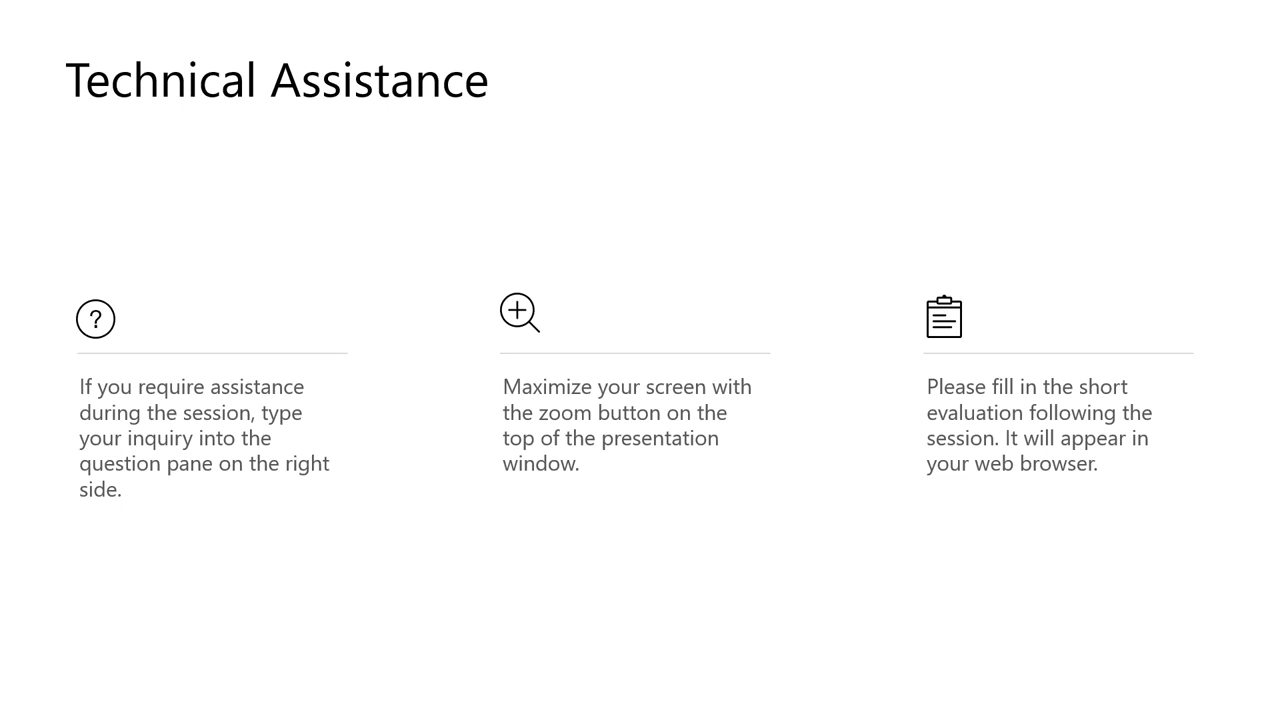 Technical Assistance
?
If you require assistance
during the session, type
your inquiry into the
question pane on the right
side.
Maximize your screen with
the zoom button on the
top of the presentation
window.
Please fill in the short
evaluation following the
session. It will appear in
your web browser.